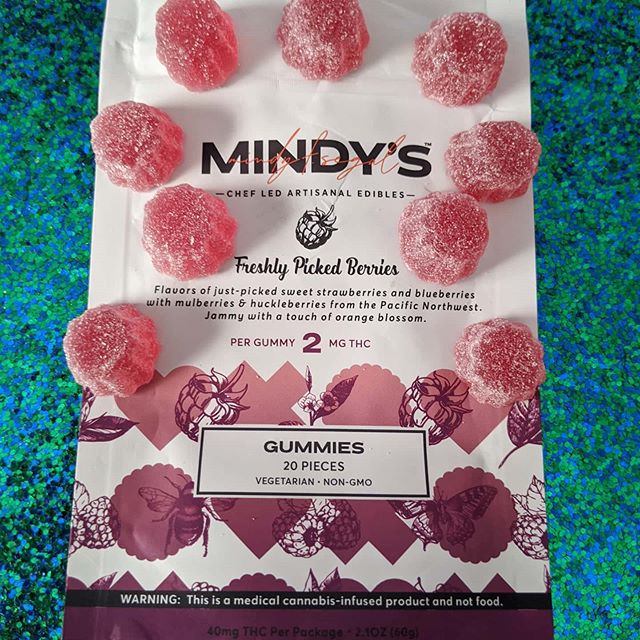 MINDY'S™
mindy segal
— CHEF LED ARTISANAL EDIBLES —
Freshly Picked Berries
Flavors of just-picked sweet strawberries and blueberries
with mulberries & huckleberries from the Pacific Northwest.
Jammy with a touch of orange blossom.
PER GUMMY 2 MG THC
GUMMIES
20 PIECES
VEGETARIAN • NON-GMO
WARNING: This is a medical cannabis-infused product and not food.
40mg THC Per Package • 2.1OZ (60g)